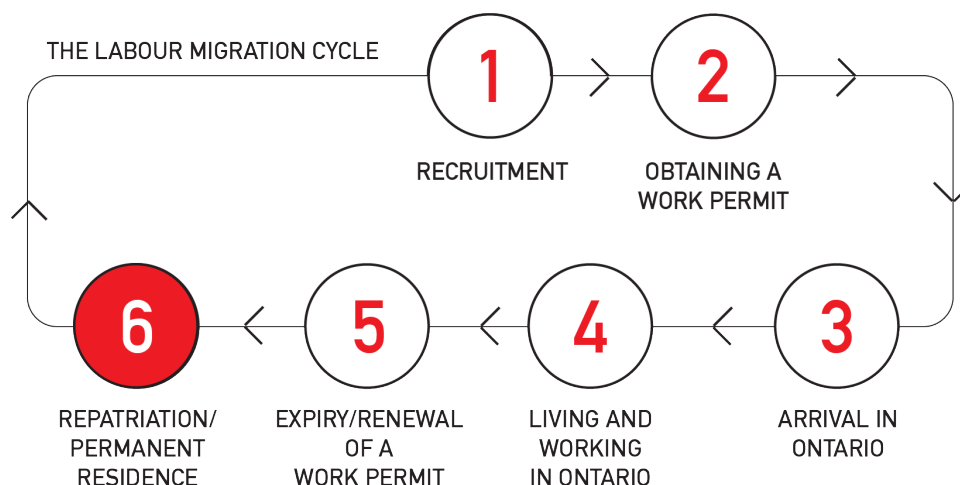 THE LABOUR MIGRATION CYCLE
1
RECRUITMENT
2
OBTAINING A
WORK PERMIT
3
ARRIVAL IN
ONTARIO
4
LIVING AND
WORKING
IN ONTARIO
5
EXPIRY/RENEWAL
OF A
WORK PERMIT
6
REPATRIATION/
PERMANENT
RESIDENCE